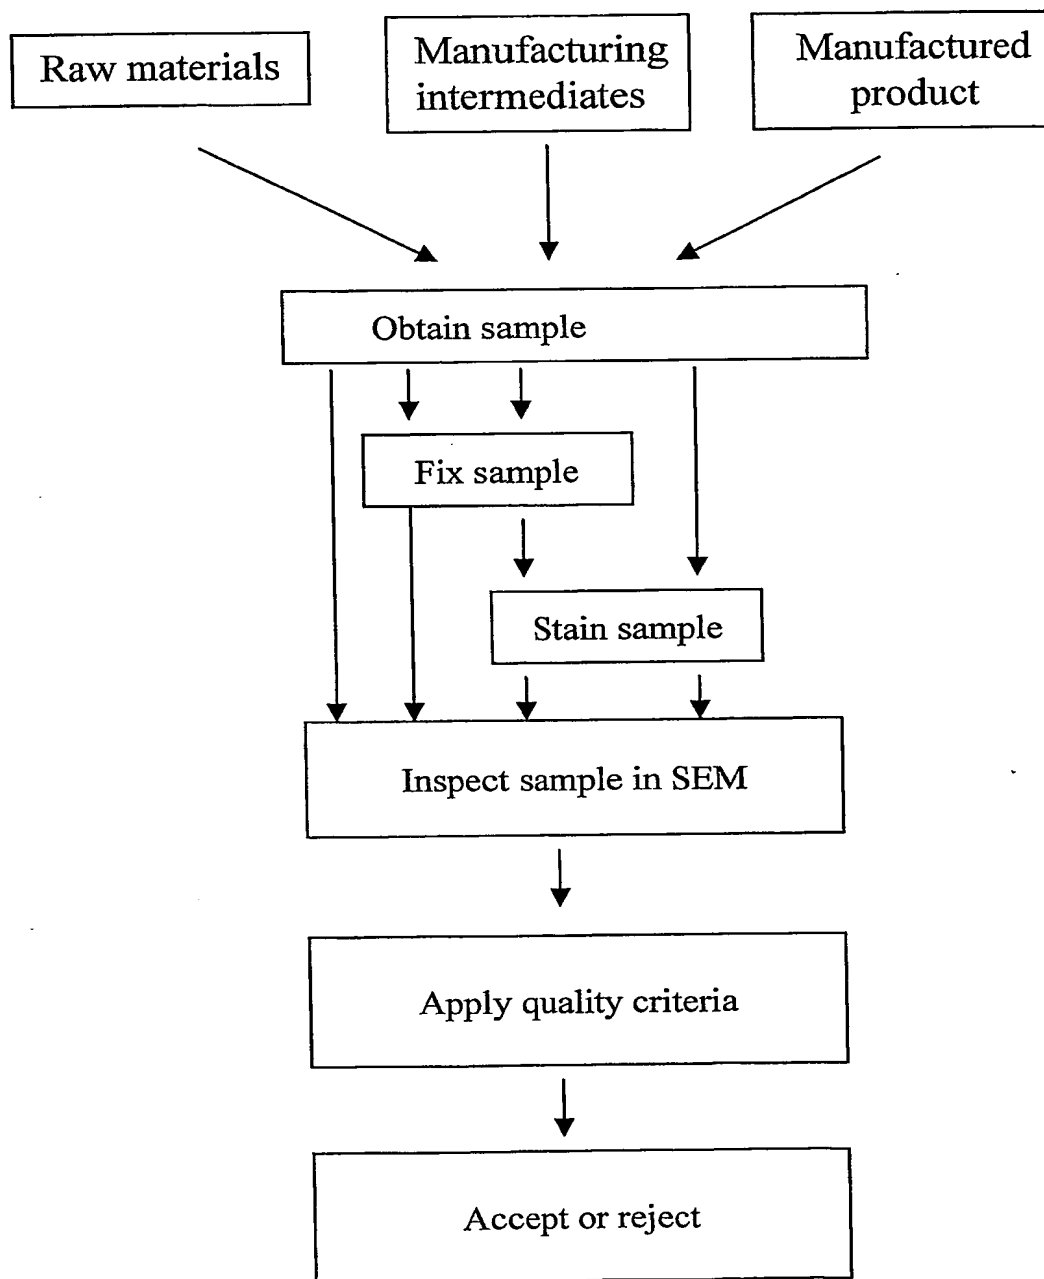 Raw materials
Manufacturing
intermediates
Manufactured
product
Obtain sample
Fix sample
Stain sample
Inspect sample in SEM
Apply quality criteria
Accept or reject